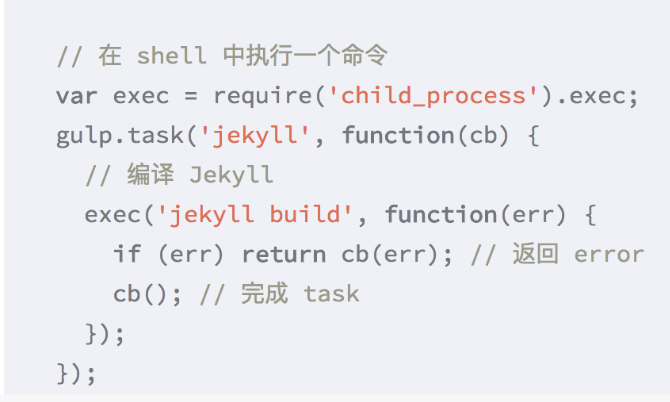 // 在 shell 中执行一个命令
var exec = require('child_process').exec;
gulp.task('jekyll', function(cb) {
  // 编译 Jekyll
  exec('jekyll build', function(err) {
    if (err) return cb(err); // 返回 error
    cb(); // 完成 task
  });
});